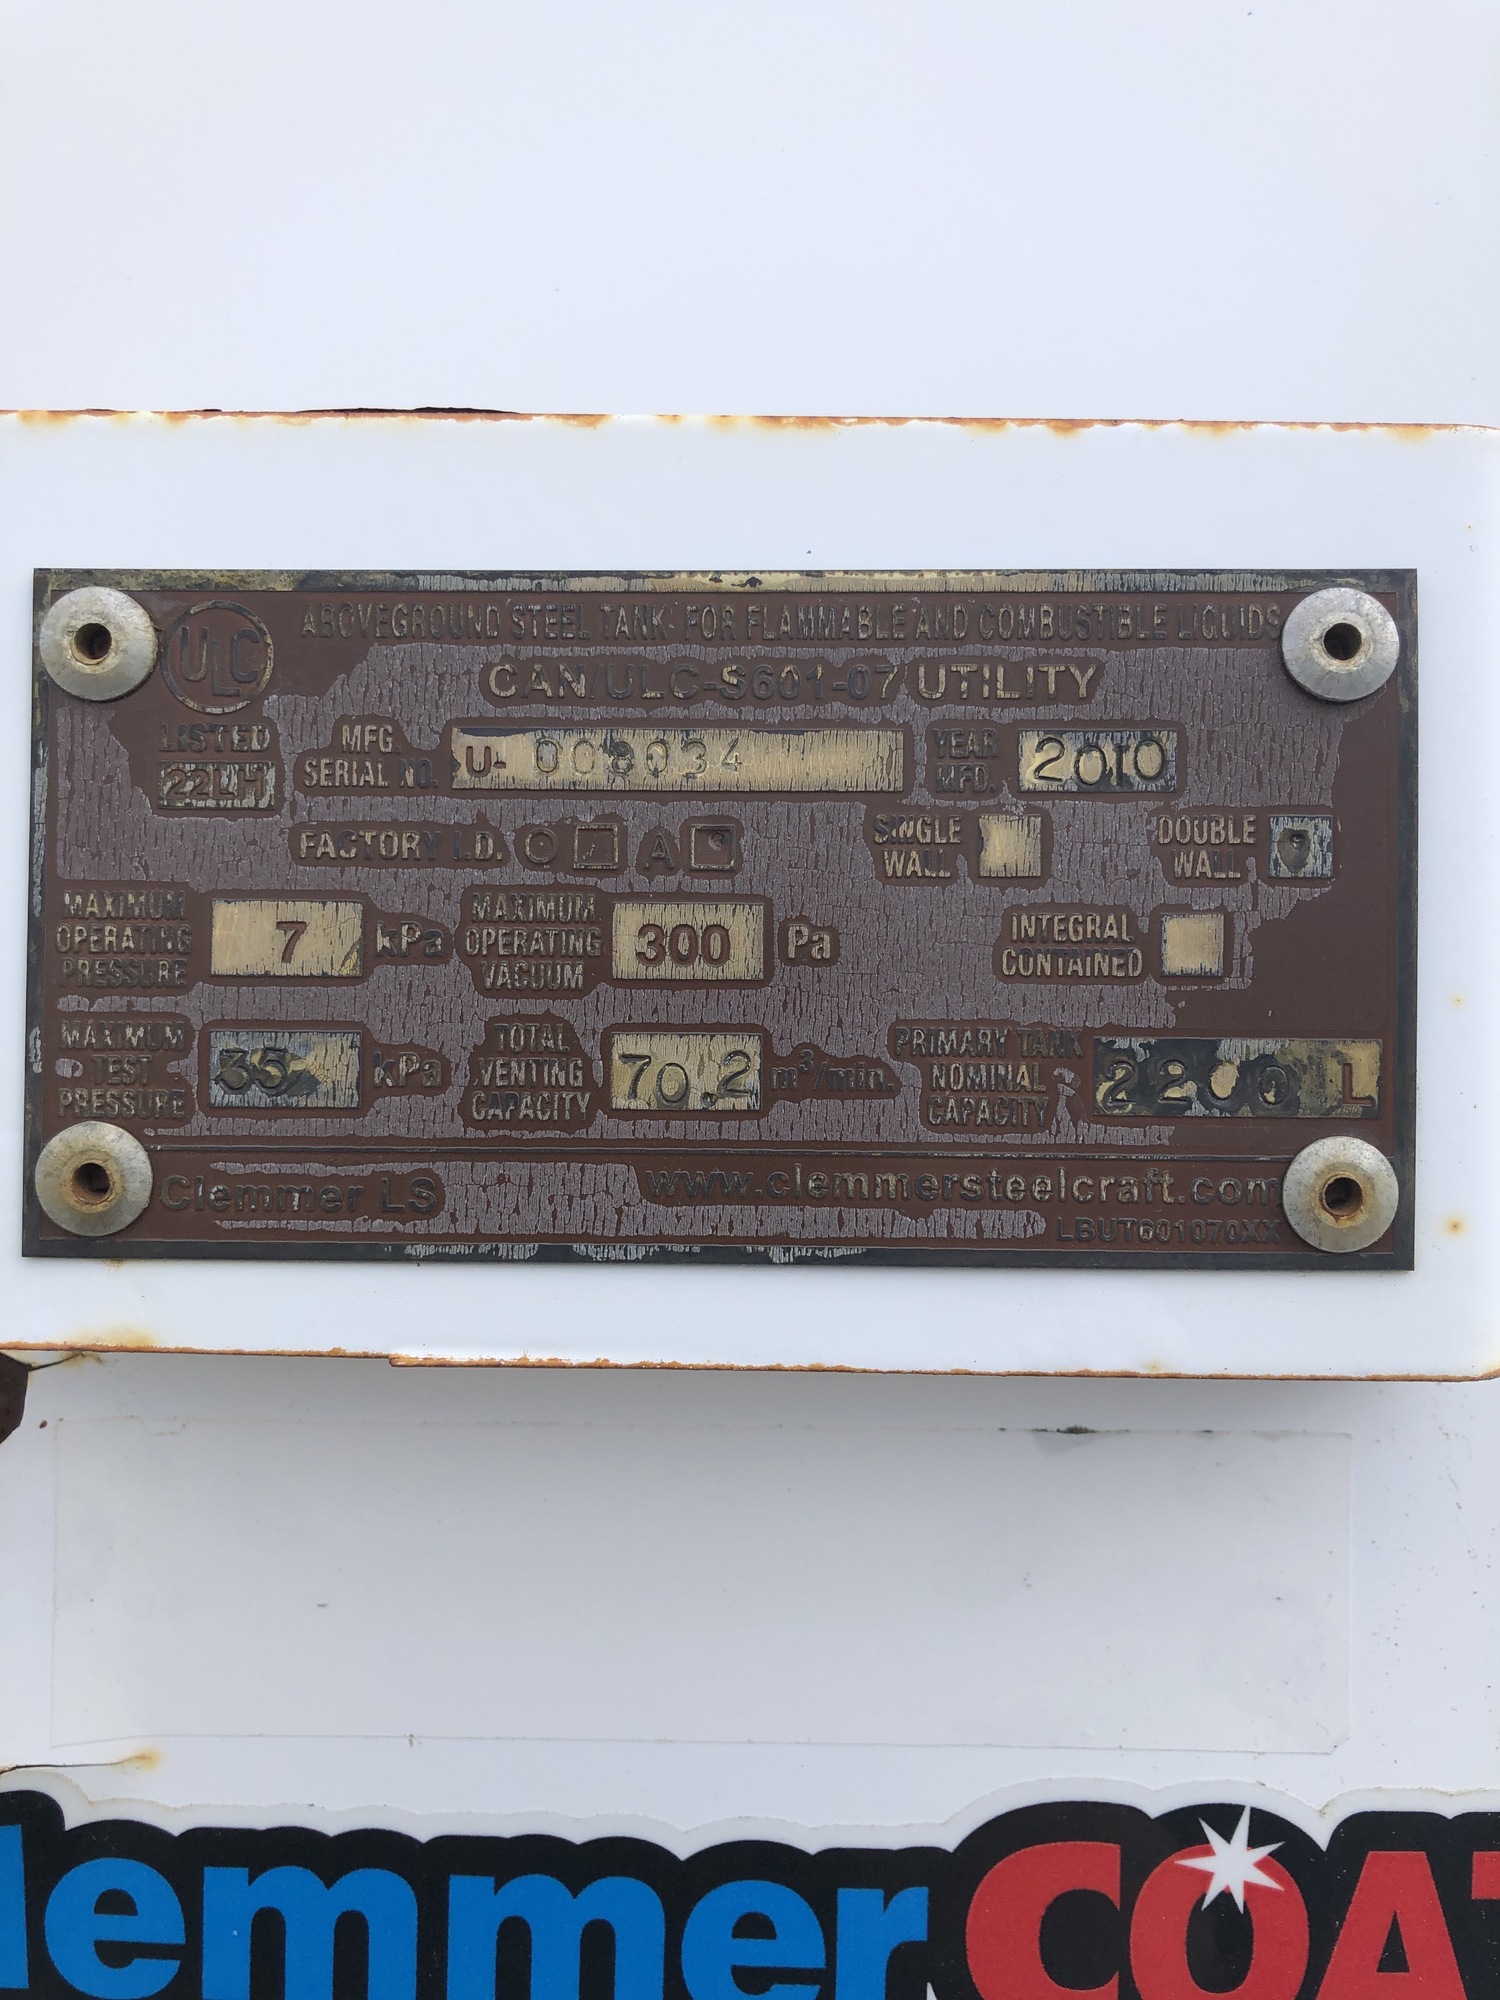 ULC
ABOVEGROUND STEEL TANK FOR FLAMMABLE AND COMBUSTIBLE LIQUIDS
CAN/ULC-S601-07 UTILITY
LISTED
22LH
MFG.
SERIAL NO.
U- 008034
YEAR
MFD.
2010
FACTORY I.D. O A
SINGLE
WALL
DOUBLE
WALL
MAXIMUM
OPERATING
PRESSURE
7 kPa
MAXIMUM
OPERATING
VACUUM
300 Pa
INTEGRAL
CONTAINED
MAXIMUM
TEST
PRESSURE
35 kPa
TOTAL
VENTING
CAPACITY
70.2 m³/min.
PRIMARY TANK
NOMINAL
CAPACITY
2200 L
Clemmer LS
www.clemmersteelcraft.com
LBUT601070XX
lemmerCOAT